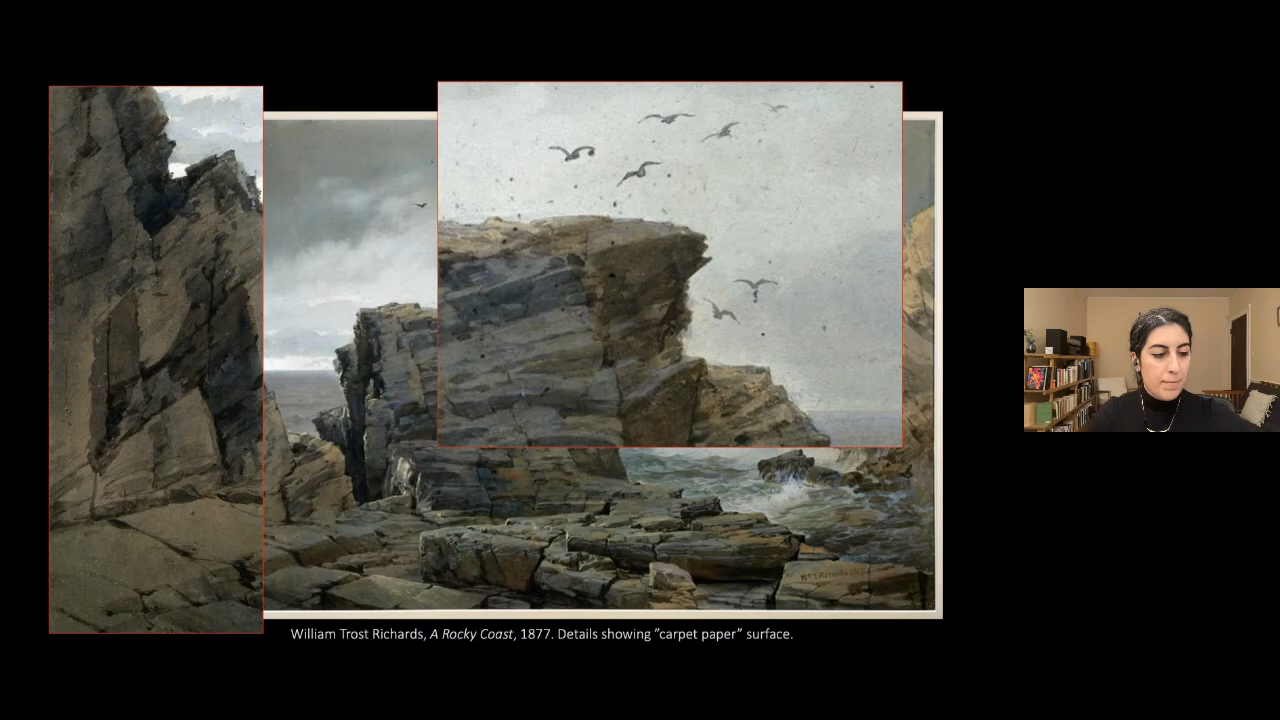 William Trost Richards, A Rocky Coast, 1877. Details showing ”carpet paper” surface.